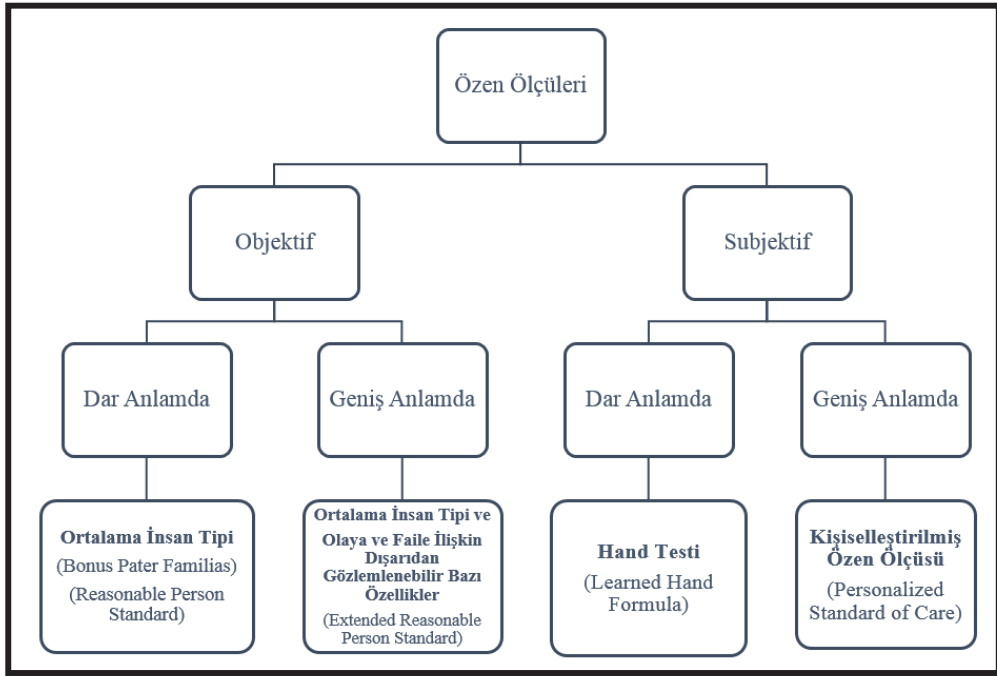 Özen Ölçüleri
Objektif
Subjektif
Dar Anlamda
Geniş Anlamda
Dar Anlamda
Geniş Anlamda
Ortalama İnsan Tipi
(Bonus Pater Familias)
(Reasonable Person
Standard)
Ortalama İnsan Tipi ve
Olaya ve Faile İlişkin
Dışarıdan
Gözlemlenebilir Bazı
Özellikler
(Extended Reasonable
Person Standard)
Hand Testi
(Learned Hand
Formula)
Kişiselleştirilmiş
Özen Ölçüsü
(Personalized
Standard of Care)